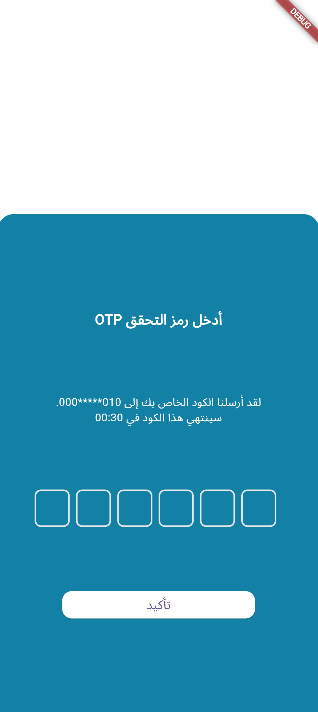 DEBUG
أدخل رمز التحقق OTP
لقد أرسلنا الكود الخاص بك إلى 010*****000.
سينتهي هذا الكود في 00:30
تأكيد